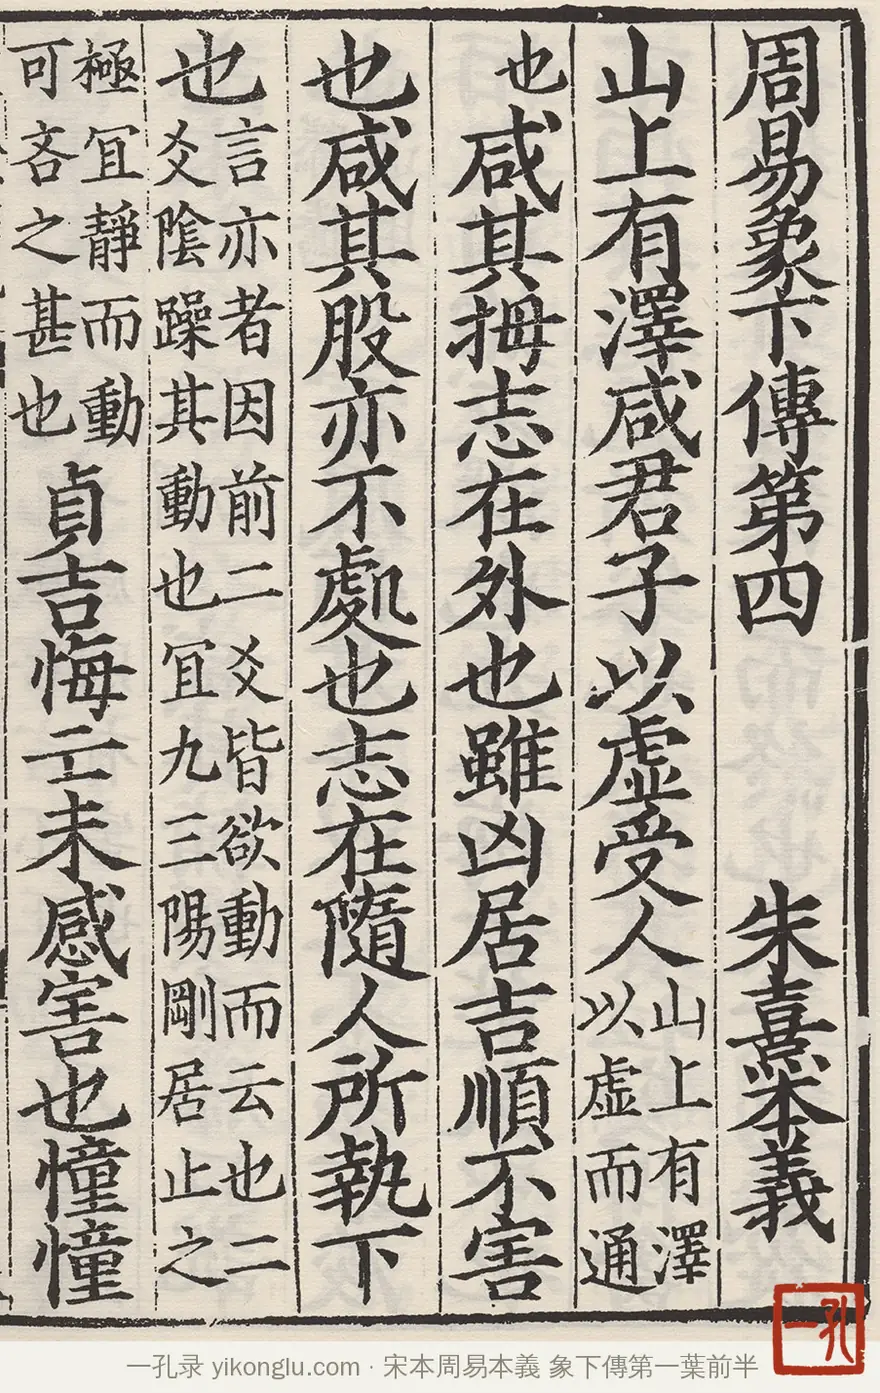 周易象下傳第四　朱熹本義
山上有澤咸君子以虛受人山上有澤以虛而通
也咸其拇志在外也雖凶居吉順不害
也咸其股亦不處也志在隨人所執下
也言亦者因前二爻皆欲動而云也二爻陰躁其動也冝九三陽剛居止之
極冝靜而動可吝之甚也貞吉悔亡未感害也憧憧
一孔
一孔录 yikonglu.com · 宋本周易本義 象下傳第一葉前半